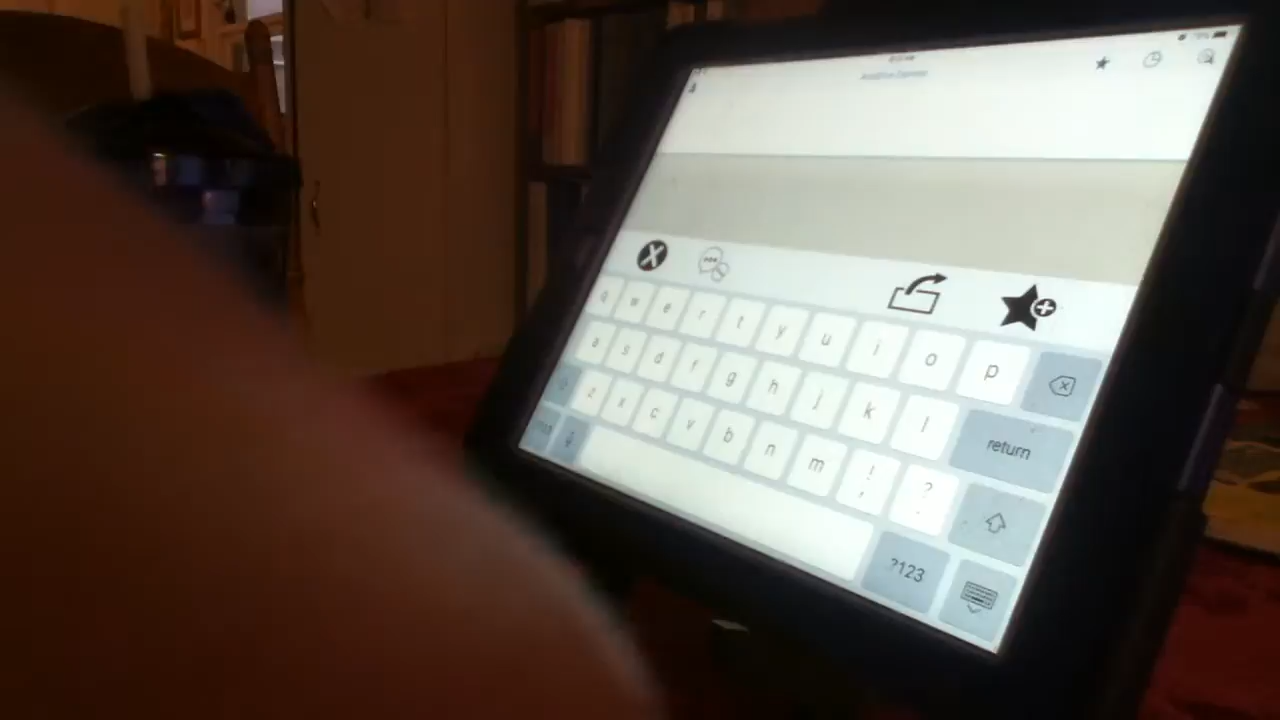 q w e r t y u i o p
a s d f g h j k l return
z x c v b n m ! , ? .
?123